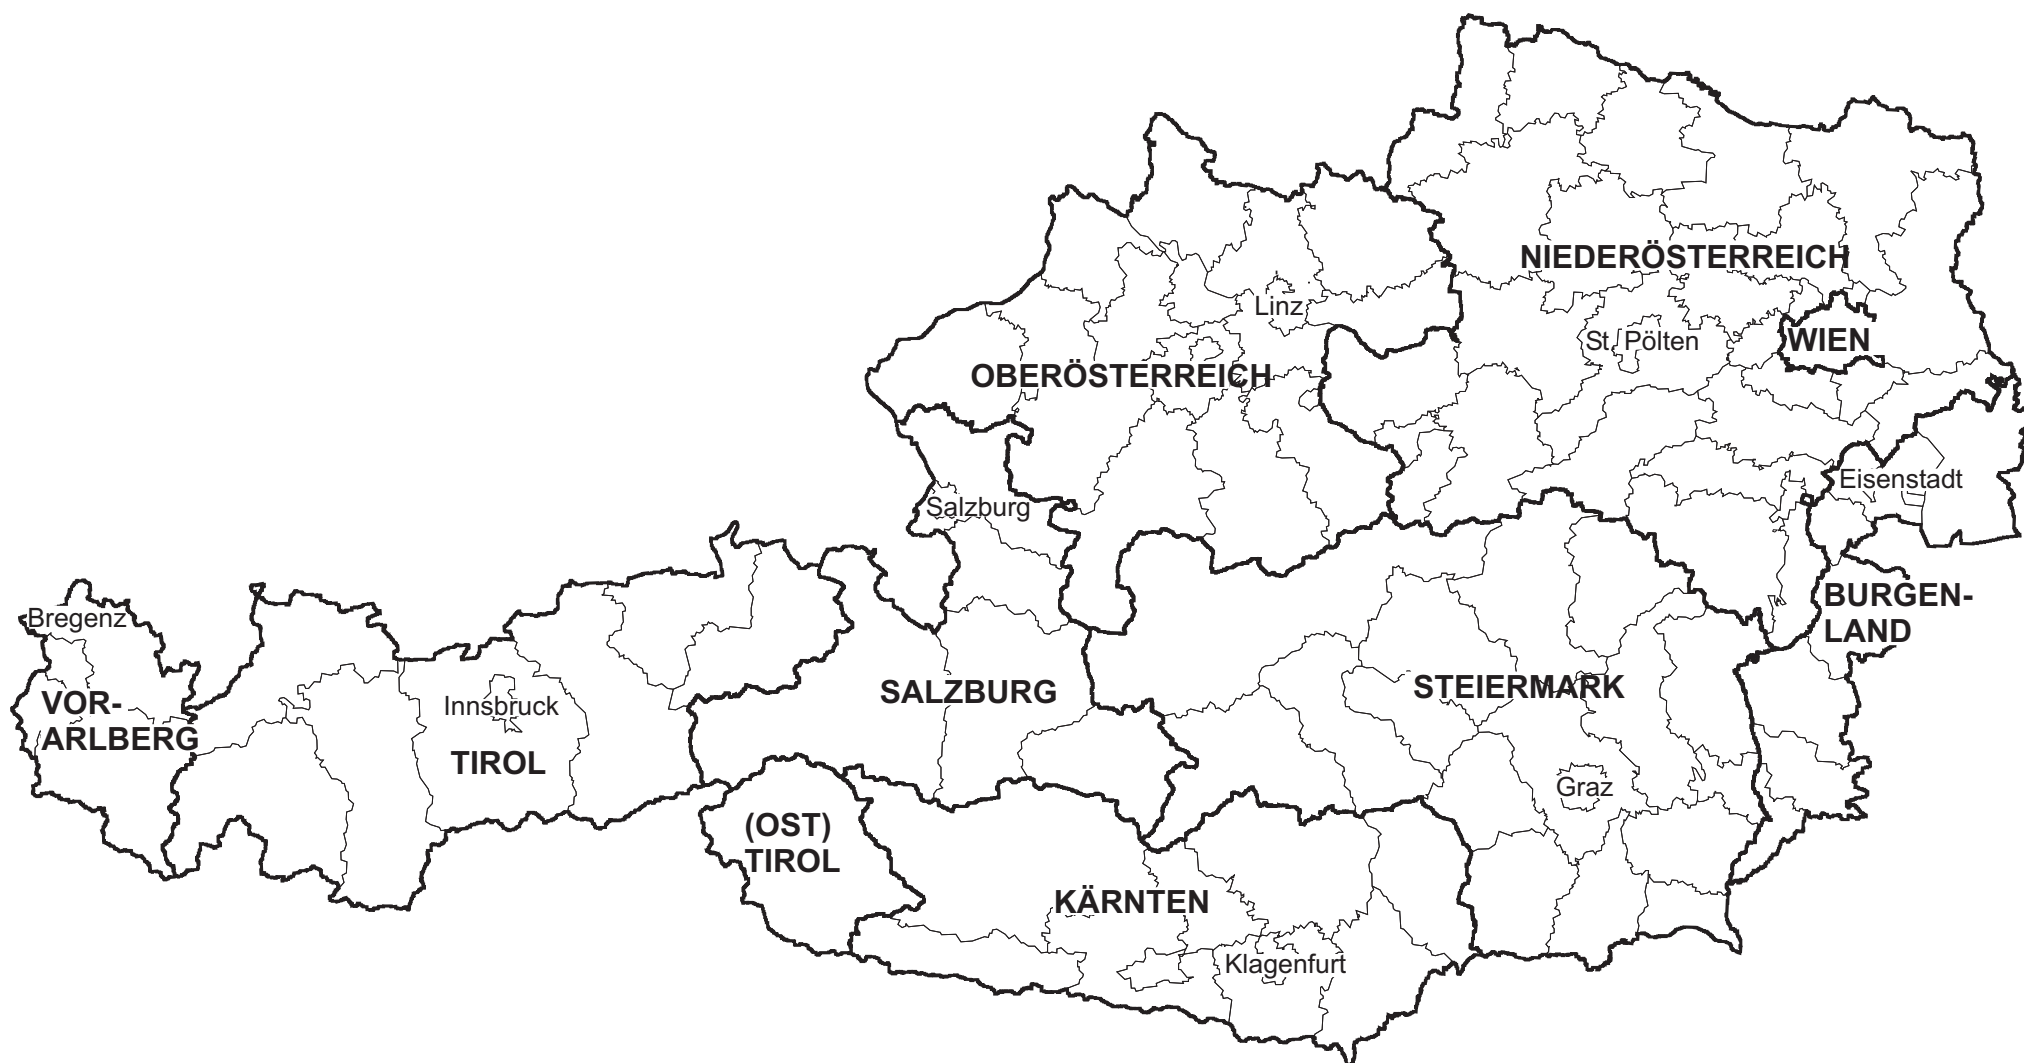 NIEDERÖSTERREICH
Linz
St. Pölten
WIEN
OBERÖSTERREICH
Eisenstadt
Salzburg
BURGEN-
LAND
Bregenz
VOR-
ARLBERG
Innsbruck
TIROL
SALZBURG
STEIERMARK
Graz
(OST)
TIROL
KÄRNTEN
Klagenfurt